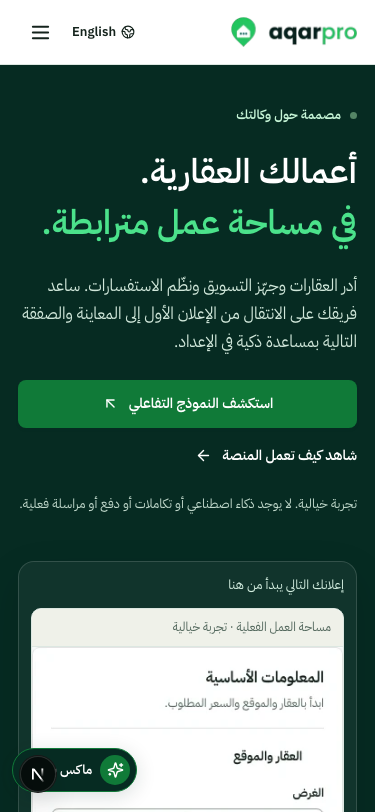 aqarpro
English
مصممة حول وكالتك
أعمالك العقارية.
في مساحة عمل مترابطة.
أدر العقارات وجهّز التسويق ونظّم الاستفسارات. ساعد
فريقك على الانتقال من الإعلان الأول إلى المعاينة والصفقة
التالية بمساعدة ذكية في الإعداد.
استكشف النموذج التفاعلي
شاهد كيف تعمل المنصة
تجربة خيالية. لا يوجد ذكاء اصطناعي أو تكاملات أو دفع أو مراسلة فعلية.
إعلانك التالي يبدأ من هنا
مساحة العمل الفعلية · تجربة خيالية
المعلومات الأساسية
ابدأ بالعقار والموقع والسعر المطلوب.
العقار والموقع
ماكس
N
الغرض